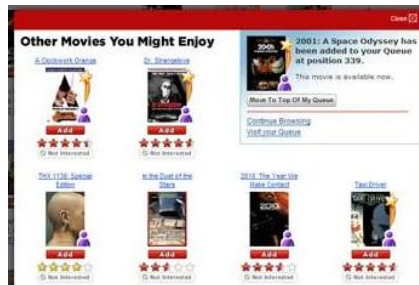 Close
Other Movies You Might Enjoy
2001: A Space Odyssey has
been added to your Queue
at position 339.
This movie is available now.
Move To Top Of My Queue
Continue Browsing
Visit your Queue
A Clockwork Orange
Dr. Strangelove
Add
Add
Not Interested
Not Interested
THX 1138: Special
Edition
In the Dust of the
Stars
2010: The Year We
Make Contact
Taxi Driver
2010
TAXI DRIVER
Add
Add
Add
Add
Not Interested
Not Interested
Not Interested
Not Interested